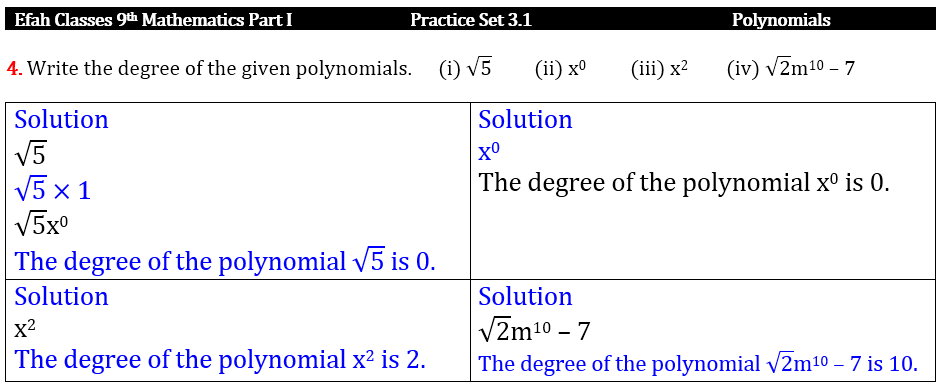 Efah Classes 9th Mathematics Part I Practice Set 3.1 Polynomials
4. Write the degree of the given polynomials. (i) √5 (ii) x⁰ (iii) x² (iv) √2m¹⁰ – 7
Solution
√5
√5 × 1
√5x⁰
The degree of the polynomial √5 is 0.
Solution
x⁰
The degree of the polynomial x⁰ is 0.
Solution
x²
The degree of the polynomial x² is 2.
Solution
√2m¹⁰ – 7
The degree of the polynomial √2m¹⁰ – 7 is 10.